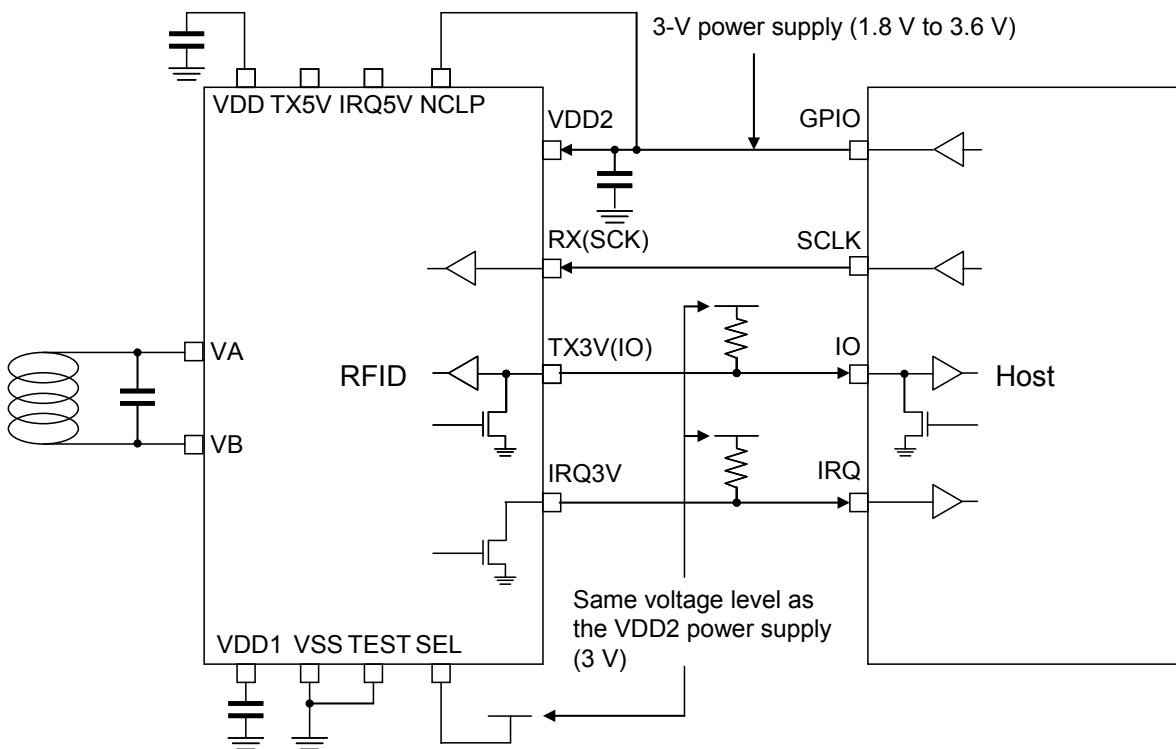 3-V power supply (1.8 V to 3.6 V)
VDD TX5V IRQ5V NCLP
VDD2
GPIO
RX(SCK)
SCLK
VA
TX3V(IO)
IO
RFID
Host
VB
IRQ3V
IRQ
Same voltage level as
the VDD2 power supply
(3 V)
VDD1 VSS TEST SEL